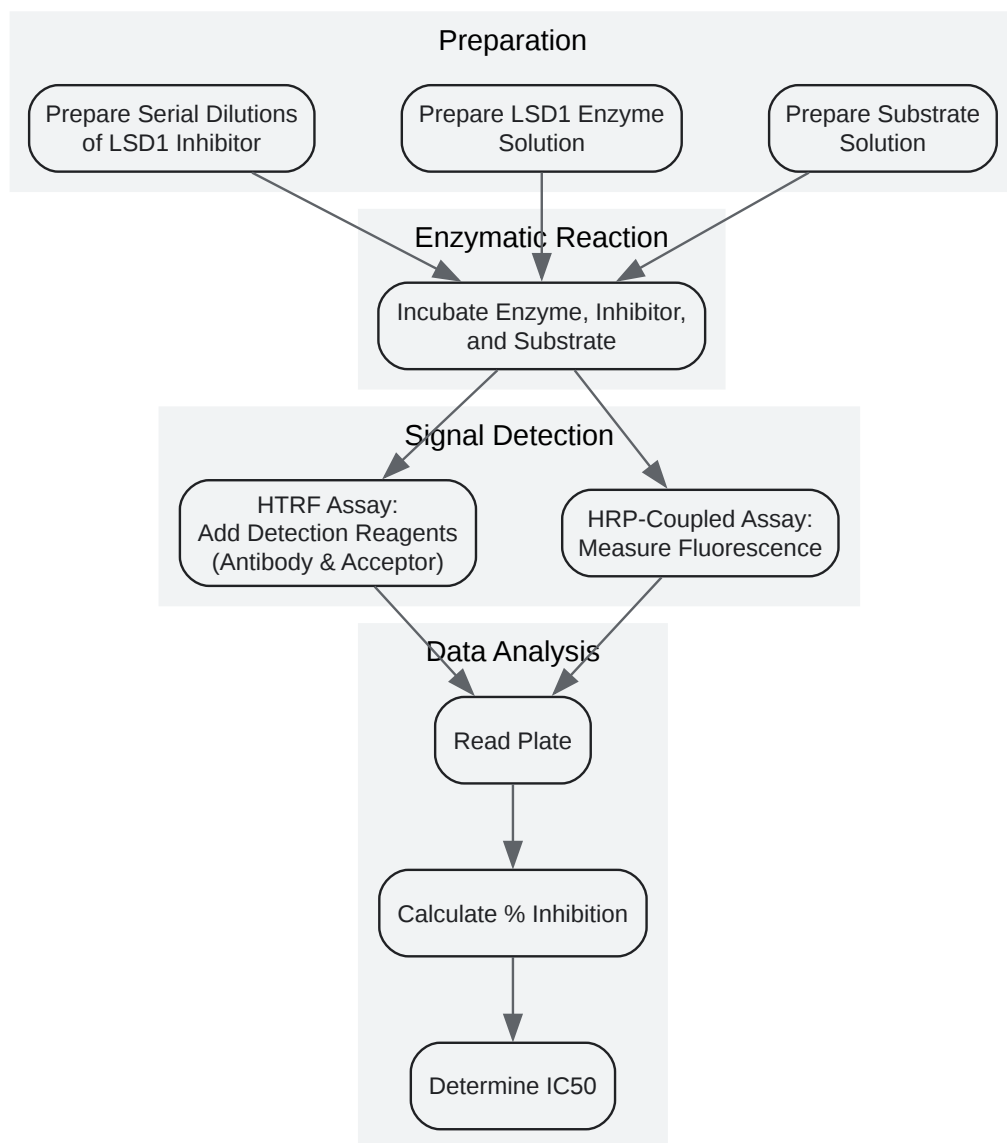 Preparation
Prepare Serial Dilutions
of LSD1 Inhibitor
Prepare LSD1 Enzyme
Solution
Prepare Substrate
Solution
Enzymatic Reaction
Incubate Enzyme, Inhibitor,
and Substrate
Signal Detection
HTRF Assay:
Add Detection Reagents
(Antibody & Acceptor)
HRP-Coupled Assay:
Measure Fluorescence
Data Analysis
Read Plate
Calculate % Inhibition
Determine IC50